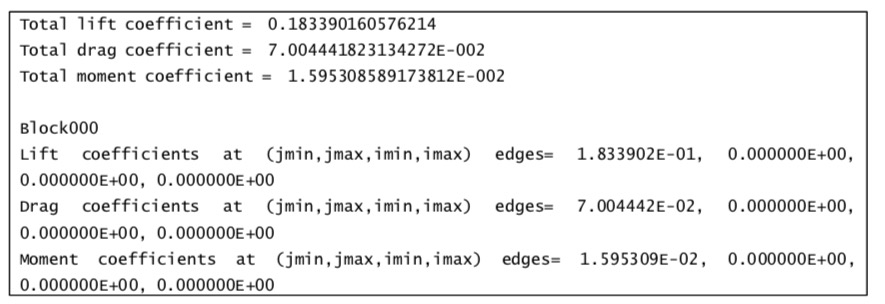 Total lift coefficient =  0.183390160576214
Total drag coefficient =  7.004441823134272E-002
Total moment coefficient =  1.595308589173812E-002
Block000
Lift coefficients at (jmin,jmax,imin,imax) edges= 1.833902E-01, 0.000000E+00,
0.000000E+00, 0.000000E+00
Drag coefficients at (jmin,jmax,imin,imax) edges= 7.004442E-02, 0.000000E+00,
0.000000E+00, 0.000000E+00
Moment coefficients at (jmin,jmax,imin,imax) edges= 1.595309E-02, 0.000000E+00,
0.000000E+00, 0.000000E+00